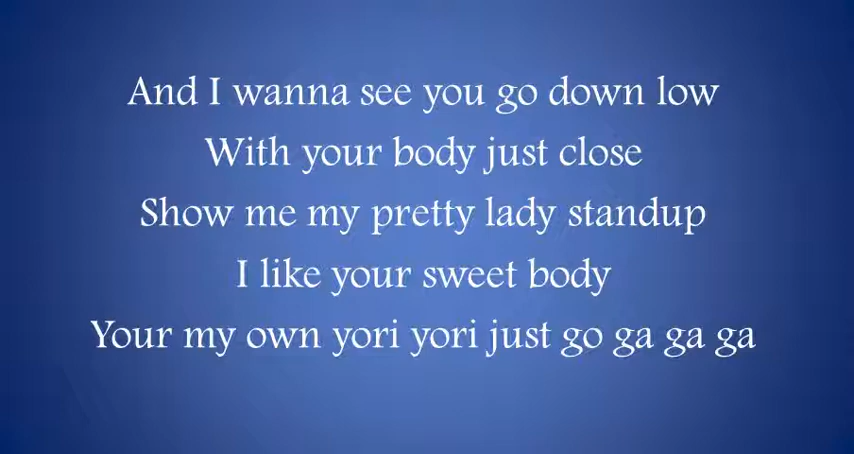 And I wanna see you go down low
With your body just close
Show me my pretty lady standup
I like your sweet body
Your my own yori yori just go ga ga ga